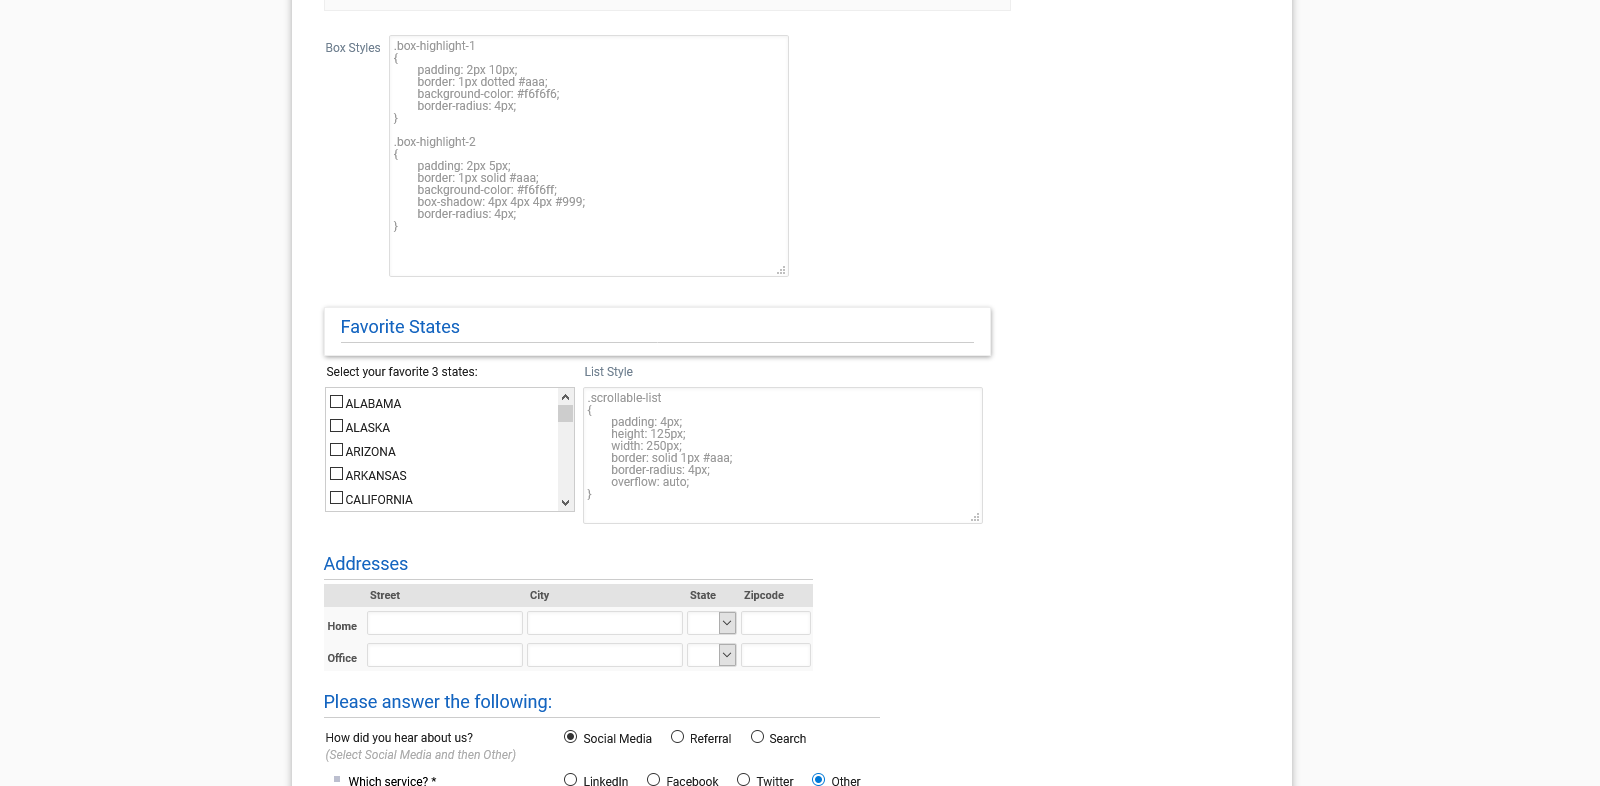 Box Styles
.box-highlight-1
{
padding: 2px 10px;
border: 1px dotted #aaa;
background-color: #f6f6f6;
border-radius: 4px;
}
.box-highlight-2
{
padding: 2px 5px;
border: 1px solid #aaa;
background-color: #f6f6ff;
box-shadow: 4px 4px 4px #999;
border-radius: 4px;
}
Favorite States
Select your favorite 3 states:
ALABAMA
ALASKA
ARIZONA
ARKANSAS
CALIFORNIA
List Style
.scrollable-list
{
padding: 4px;
height: 125px;
width: 250px;
border: solid 1px #aaa;
border-radius: 4px;
overflow: auto;
}
Addresses
Street City State Zipcode
Home
Office
Please answer the following:
How did you hear about us? Social Media Referral Search
(Select Social Media and then Other)
Which service? * LinkedIn Facebook Twitter Other